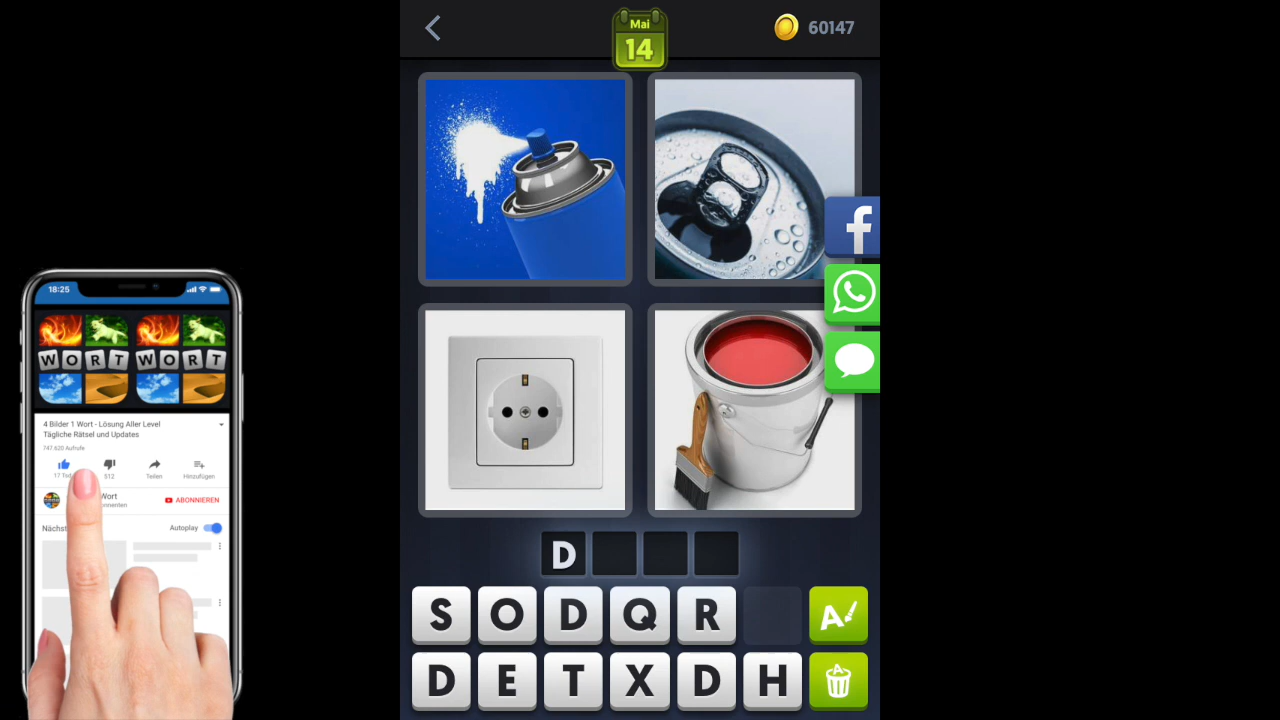 Mai
14
60147
18:25
W O R T W O R T
4 Bilder 1 Wort - Lösung Aller Level
Tägliche Rätsel und Updates
747.620 Aufrufe
512
Teilen
Hinzufügen
Wort
ABONNIEREN
Autoplay
f
D
S O D Q R
A
D E T X D H
A